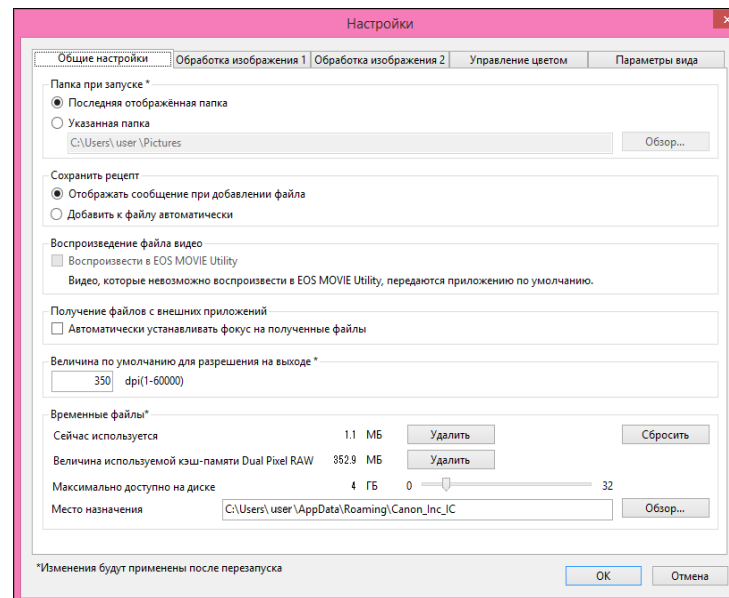 Настройки
Общие настройки Обработка изображения 1 Обработка изображения 2 Управление цветом Параметры вида
Папка при запуске *
Последняя отображённая папка
Указанная папка
C:\Users\ user \Pictures Обзор...
Сохранить рецепт
Отображать сообщение при добавлении файла
Добавить к файлу автоматически
Воспроизведение файла видео
Воспроизвести в EOS MOVIE Utility
Видео, которые невозможно воспроизвести в EOS MOVIE Utility, передаются приложению по умолчанию.
Получение файлов с внешних приложений
Автоматически устанавливать фокус на полученные файлы
Величина по умолчанию для разрешения на выходе *
350 dpi(1-60000)
Временные файлы*
Сейчас используется 1.1 МБ Удалить Сбросить
Величина используемой кэш-памяти Dual Pixel RAW 352.9 МБ Удалить
Максимально доступно на диске 4 ГБ 0 32
Место назначения C:\Users\ user \AppData\Roaming\Canon_Inc_IC Обзор...
*Изменения будут применены после перезапуска
OK Отмена